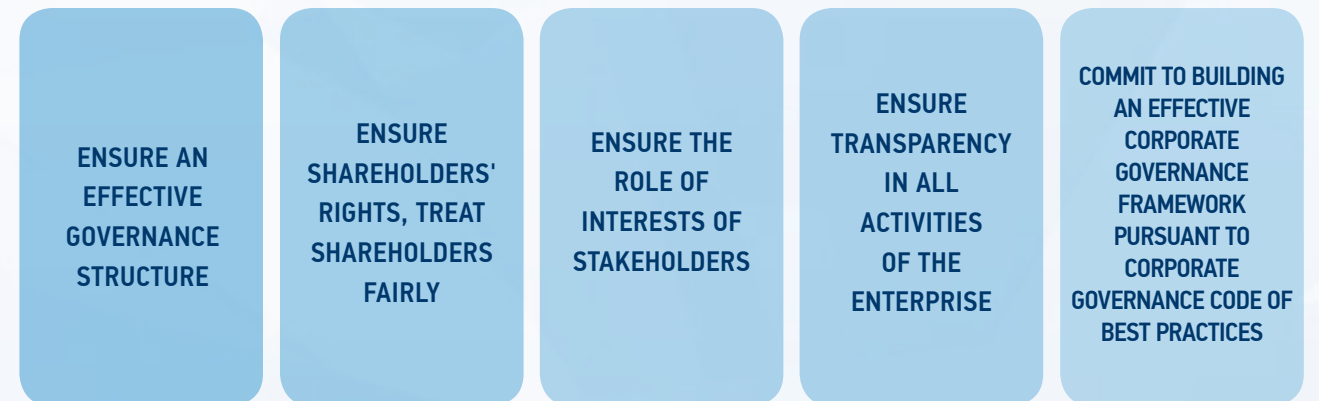 ENSURE AN
EFFECTIVE
GOVERNANCE
STRUCTURE
ENSURE
SHAREHOLDERS'
RIGHTS, TREAT
SHAREHOLDERS
FAIRLY
ENSURE THE
ROLE OF
INTERESTS OF
STAKEHOLDERS
ENSURE
TRANSPARENCY
IN ALL
ACTIVITIES
OF THE
ENTERPRISE
COMMIT TO BUILDING
AN EFFECTIVE
CORPORATE
GOVERNANCE
FRAMEWORK
PURSUANT TO
CORPORATE
GOVERNANCE CODE OF
BEST PRACTICES